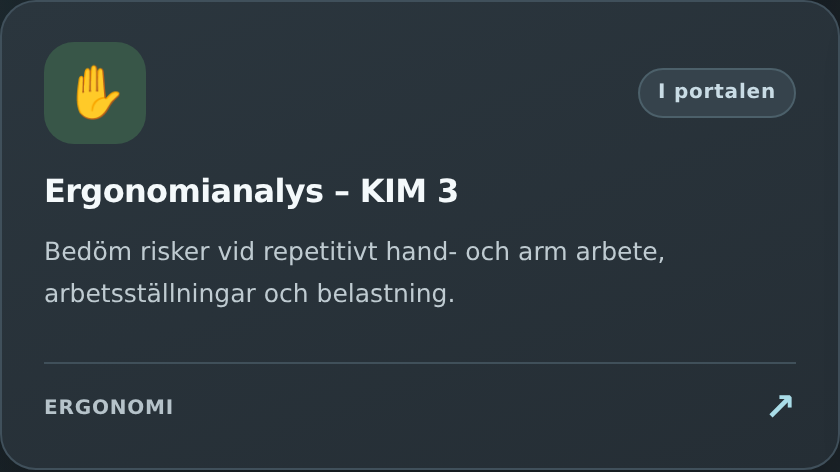 I portalen
Ergonomianalys – KIM 3
Bedöm risker vid repetitivt hand- och arm arbete,
arbetsställningar och belastning.
ERGONOMI